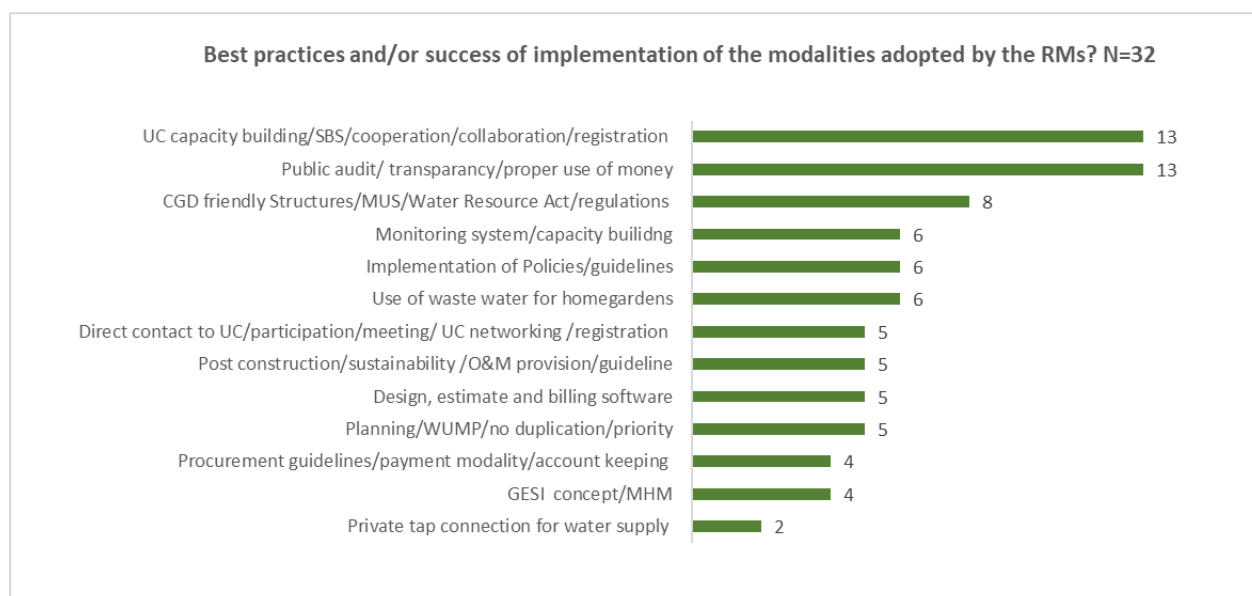 Best practices and/or success of implementation of the modalities adopted by the RMs? N=32
UC capacity building/SBS/cooperation/collaboration/registration 13
Public audit/ transparancy/proper use of money 13
CGD friendly Structures/MUS/Water Resource Act/regulations 8
Monitoring system/capacity builidng 6
Implementation of Policies/guidelines 6
Use of waste water for homegardens 6
Direct contact to UC/participation/meeting/ UC networking /registration 5
Post construction/sustainability /O&M provision/guideline 5
Design, estimate and billing software 5
Planning/WUMP/no duplication/priority 5
Procurement guidelines/payment modality/account keeping 4
GESI  concept/MHM 4
Private tap connection for water supply 2